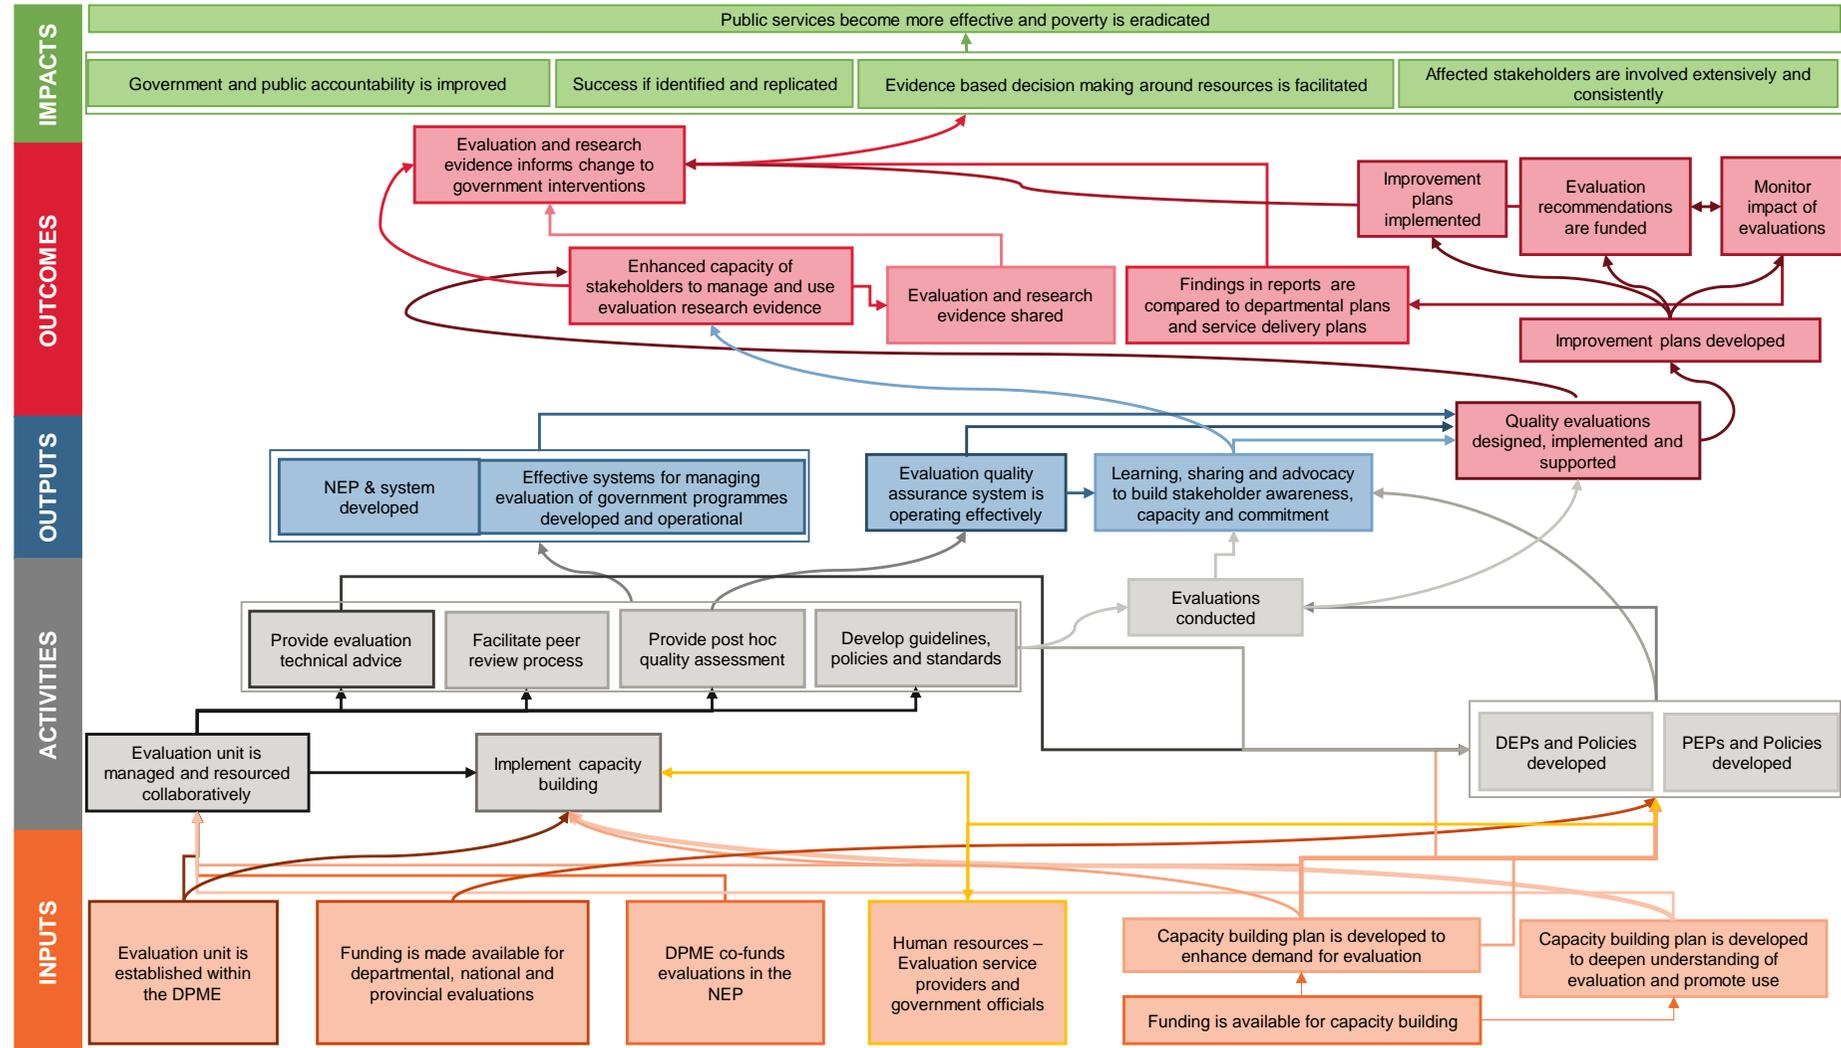 IMPACTS
Public services become more effective and poverty is eradicated
Government and public accountability is improved
Success if identified and replicated
Evidence based decision making around resources is facilitated
Affected stakeholders are involved extensively and
consistently
OUTCOMES
Evaluation and research
evidence informs change to
government interventions
Improvement
plans
implemented
Evaluation
recommendations
are funded
Monitor
impact of
evaluations
Enhanced capacity of
stakeholders to manage and use
evaluation research evidence
Evaluation and research
evidence shared
Findings in reports are
compared to departmental plans
and service delivery plans
Improvement plans developed
Quality evaluations
designed, implemented and
supported
OUTPUTS
NEP & system
developed
Effective systems for managing
evaluation of government programmes
developed and operational
Evaluation quality
assurance system is
operating effectively
Learning, sharing and advocacy
to build stakeholder awareness,
capacity and commitment
ACTIVITIES
Evaluations
conducted
Provide evaluation
technical advice
Facilitate peer
review process
Provide post hoc
quality assessment
Develop guidelines,
policies and standards
Evaluation unit is
managed and resourced
collaboratively
Implement capacity
building
DEPs and Policies
developed
PEPs and Policies
developed
INPUTS
Evaluation unit is
established within
the DPME
Funding is made available for
departmental, national and
provincial evaluations
DPME co-funds
evaluations in the
NEP
Human resources –
Evaluation service
providers and
government officials
Capacity building plan is developed to
enhance demand for evaluation
Capacity building plan is developed
to deepen understanding of
evaluation and promote use
Funding is available for capacity building